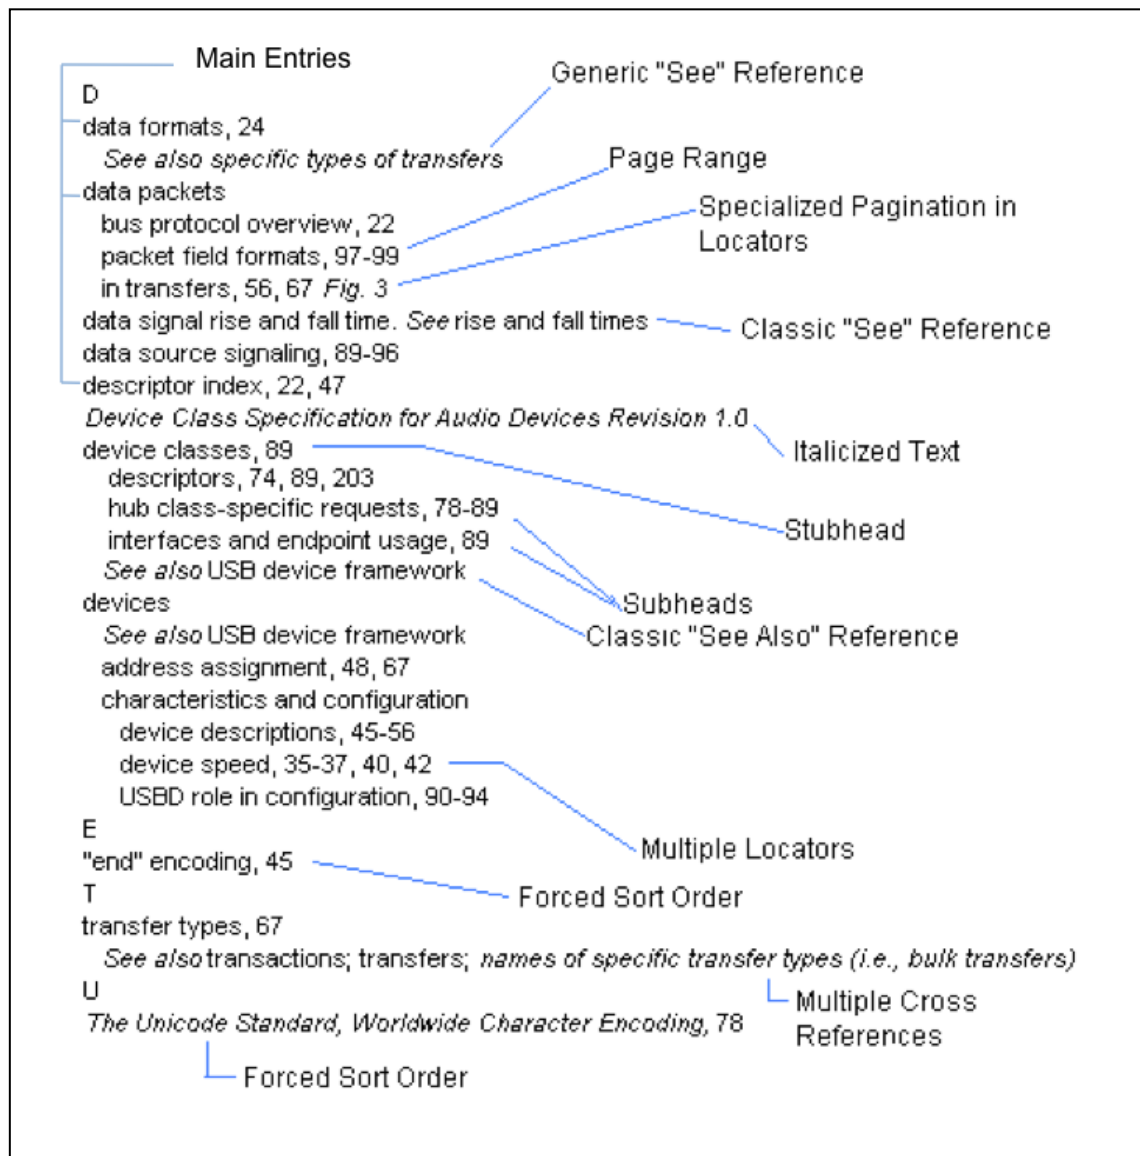 Main Entries
Generic "See" Reference
D
data formats, 24
See also specific types of transfers
Page Range
data packets
Specialized Pagination in
Locators
bus protocol overview, 22
packet field formats, 97-99
in transfers, 56, 67 Fig. 3
data signal rise and fall time. See rise and fall times
Classic "See" Reference
data source signaling, 89-96
descriptor index, 22, 47
Device Class Specification for Audio Devices Revision 1.0
Italicized Text
device classes, 89
descriptors, 74, 89, 203
hub class-specific requests, 78-89
Stubhead
interfaces and endpoint usage, 89
See also USB device framework
Subheads
devices
Classic "See Also" Reference
See also USB device framework
address assignment, 48, 67
characteristics and configuration
device descriptions, 45-56
device speed, 35-37, 40, 42
USBD role in configuration, 90-94
E
Multiple Locators
"end" encoding, 45
Forced Sort Order
T
transfer types, 67
See also transactions; transfers; names of specific transfer types (i.e., bulk transfers)
U
Multiple Cross
References
The Unicode Standard, Worldwide Character Encoding, 78
Forced Sort Order